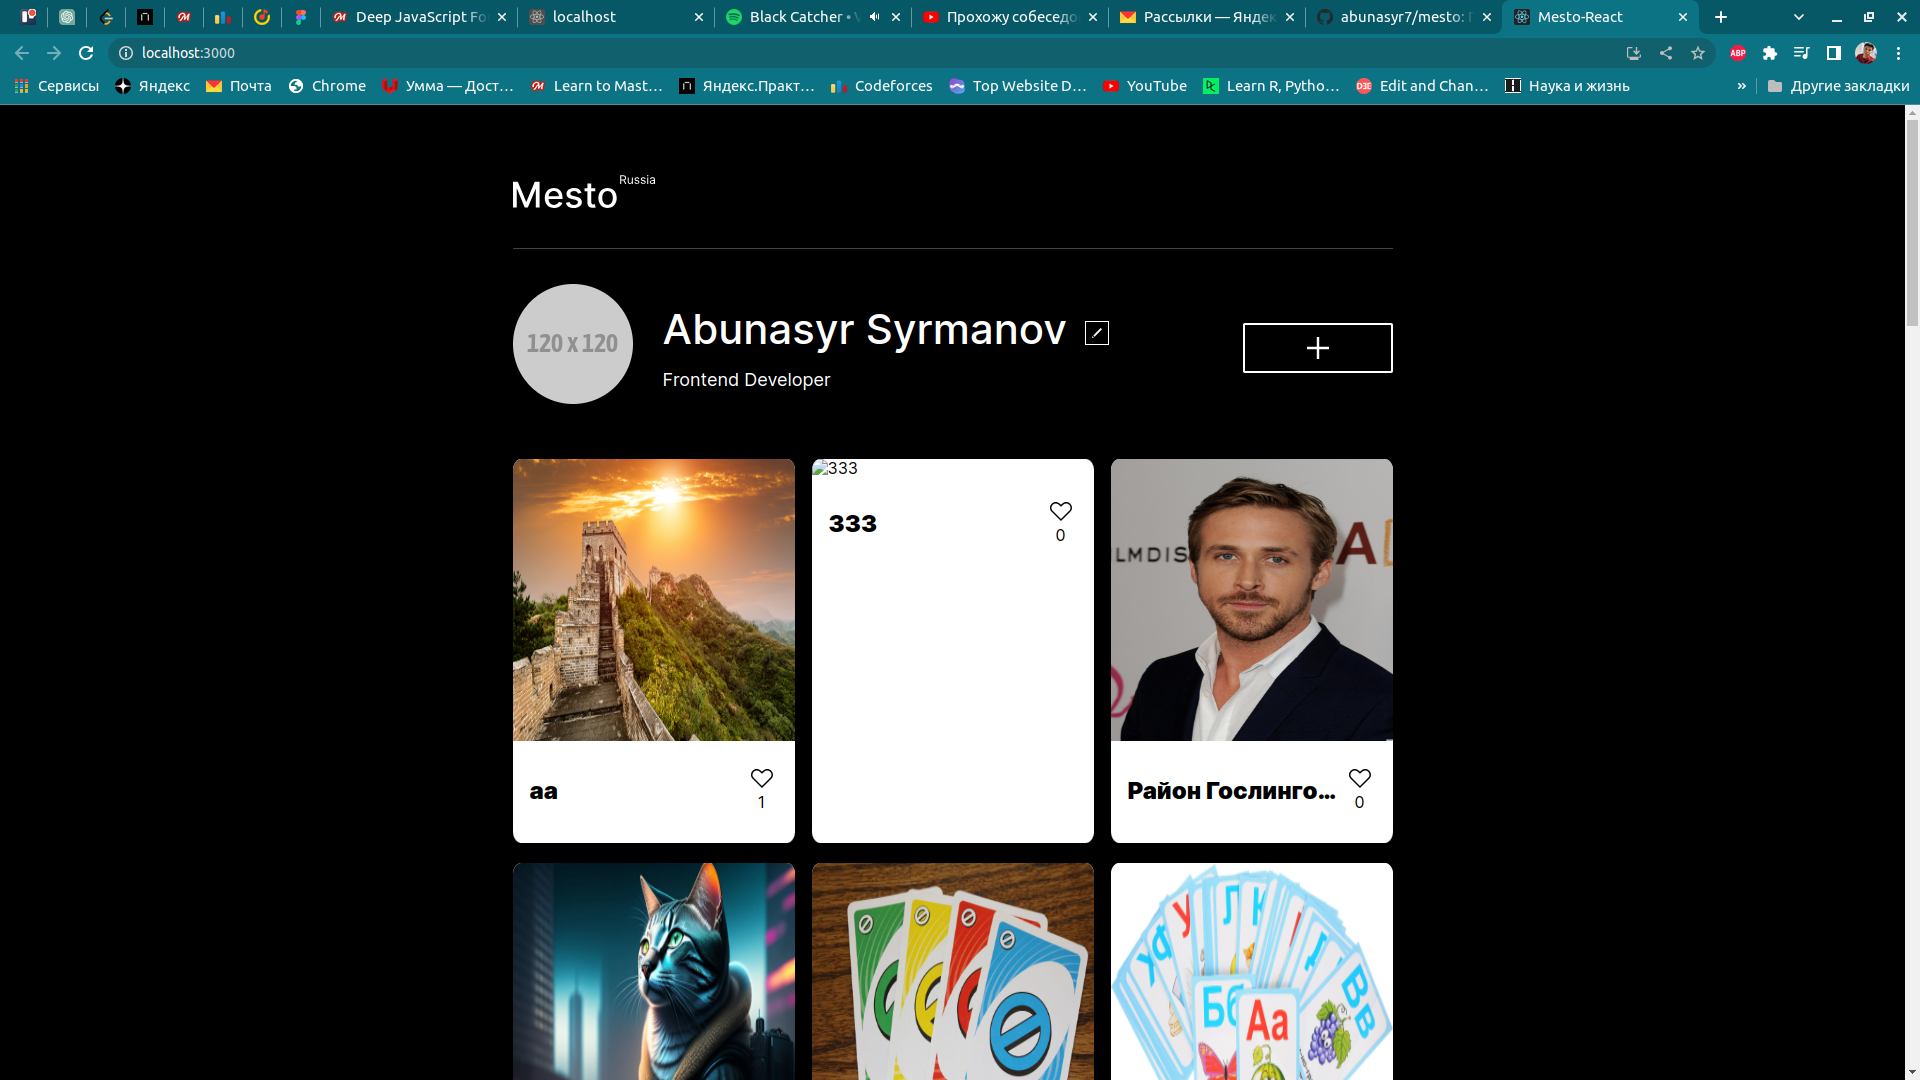 Deep JavaScript Fo
localhost
Black Catcher •
Прохожу собеседо
Рассылки — Яндек
abunasyr7/mesto:
Mesto-React
localhost:3000
ABP
Сервисы
Яндекс
Почта
Chrome
Умма — Дост...
Learn to Mast...
Яндекс.Практ...
Codeforces
Top Website D...
YouTube
Learn R, Pytho...
Edit and Chan...
Наука и жизнь
»
Другие закладки
Mesto Russia
120 x 120
Abunasyr Syrmanov
Frontend Developer
333
333
0
LMDIS
A
aa
1
Район Гослинго...
0
Б б
А а
В в